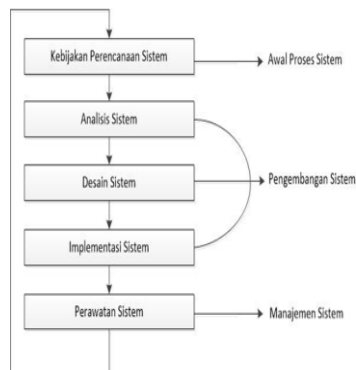 Kebijakan Perencanaan Sistem
Awal Proses Sistem
Analisis Sistem
Desain Sistem
Pengembangan Sistem
Implementasi Sistem
Perawatan Sistem
Manajemen Sistem